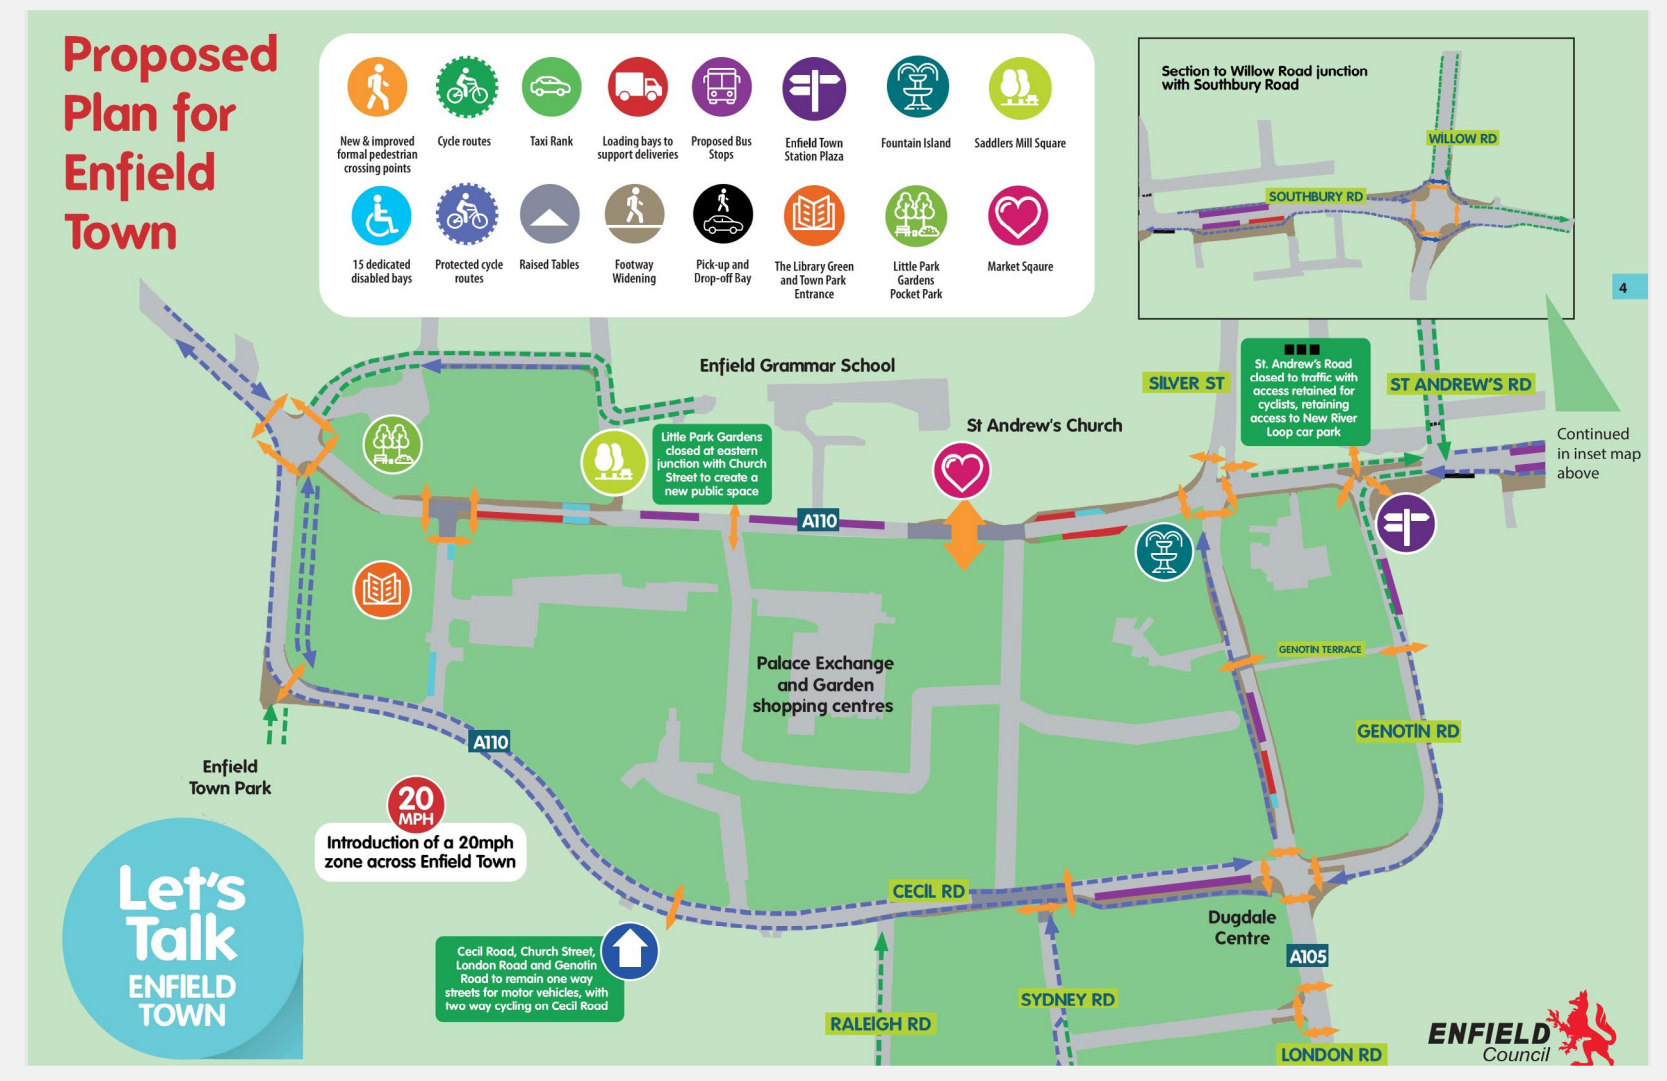 Proposed
Plan for
Enfield
Town
New & improved
formal pedestrian
crossing points
Cycle routes
Taxi Rank
Loading bays to
support deliveries
Proposed Bus
Stops
Enfield Town
Station Plaza
Fountain Island
Saddlers Mill Square
15 dedicated
disabled bays
Protected cycle
routes
Raised Tables
Footway
Widening
Pick-up and
Drop-off Bay
The Library Green
and Town Park
Entrance
Little Park
Gardens
Pocket Park
Market Sqaure
Section to Willow Road junction
with Southbury Road
WILLOW RD
SOUTHBURY RD
4
Enfield Grammar School
St Andrew's Church
SILVER ST
St. Andrew's Road
closed to traffic with
access retained for
cyclists, retaining
access to New River
Loop car park
ST ANDREW'S RD
Continued
in inset map
above
Little Park Gardens
closed at eastern
junction with Church
Street to create a
new public space
A110
GENOTIN TERRACE
Palace Exchange
and Garden
shopping centres
GENOTIN RD
A110
Enfield
Town Park
20
MPH
Introduction of a 20mph
zone across Enfield Town
Let's
Talk
ENFIELD
TOWN
CECIL RD
Dugdale
Centre
A105
Cecil Road, Church Street,
London Road and Genotin
Road to remain one way
streets for motor vehicles, with
two way cycling on Cecil Road
SYDNEY RD
RALEIGH RD
LONDON RD
ENFIELD
Council